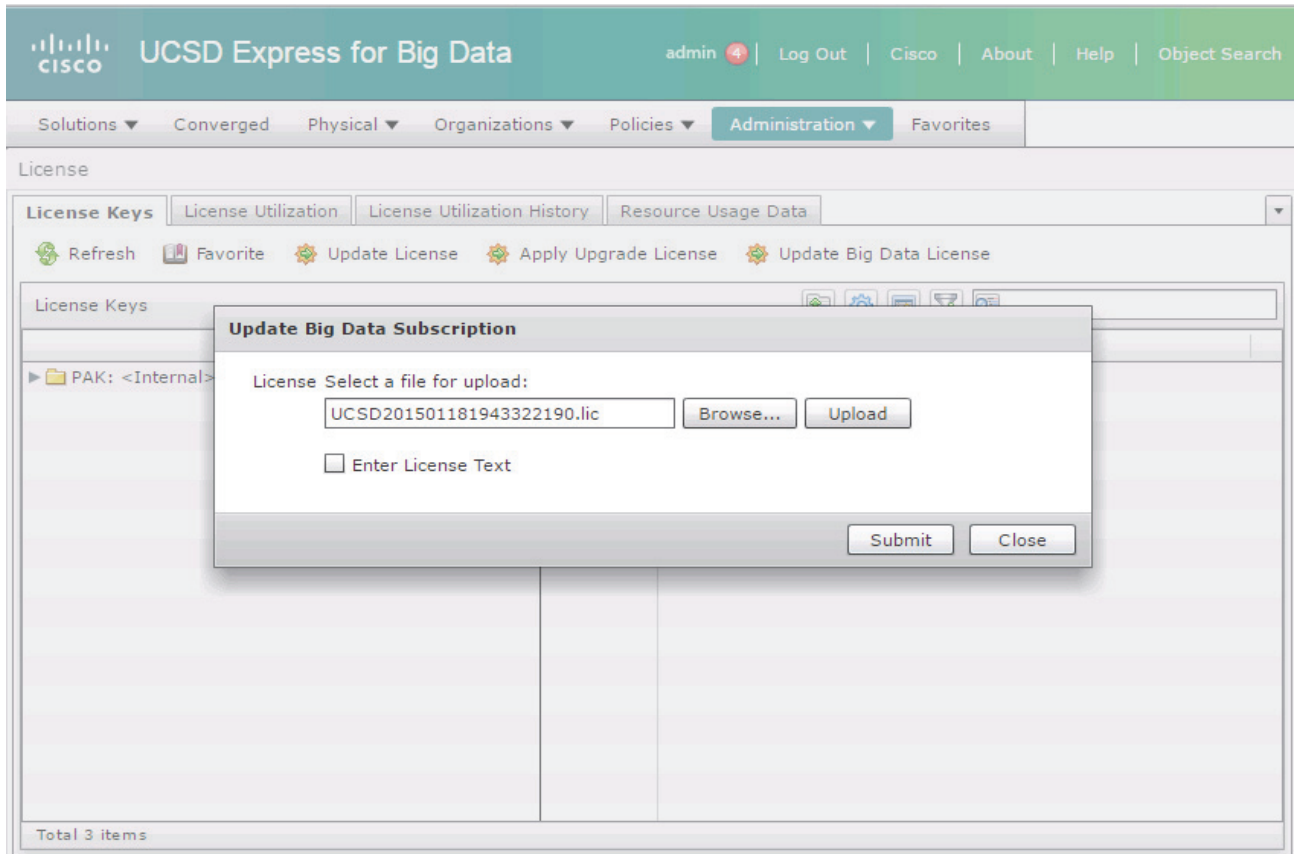 CISCO UCSD Express for Big Data admin 4 | Log Out | Cisco | About | Help | Object Search
Solutions ▼ Converged Physical ▼ Organizations ▼ Policies ▼ Administration ▼ Favorites
License
License Keys License Utilization License Utilization History Resource Usage Data
Refresh Favorite Update License Apply Upgrade License Update Big Data License
License Keys
Update Big Data Subscription
PAK: <Internal>
License Select a file for upload:
UCSD201501181943322190.lic Browse... Upload
Enter License Text
Submit Close
Total 3 items